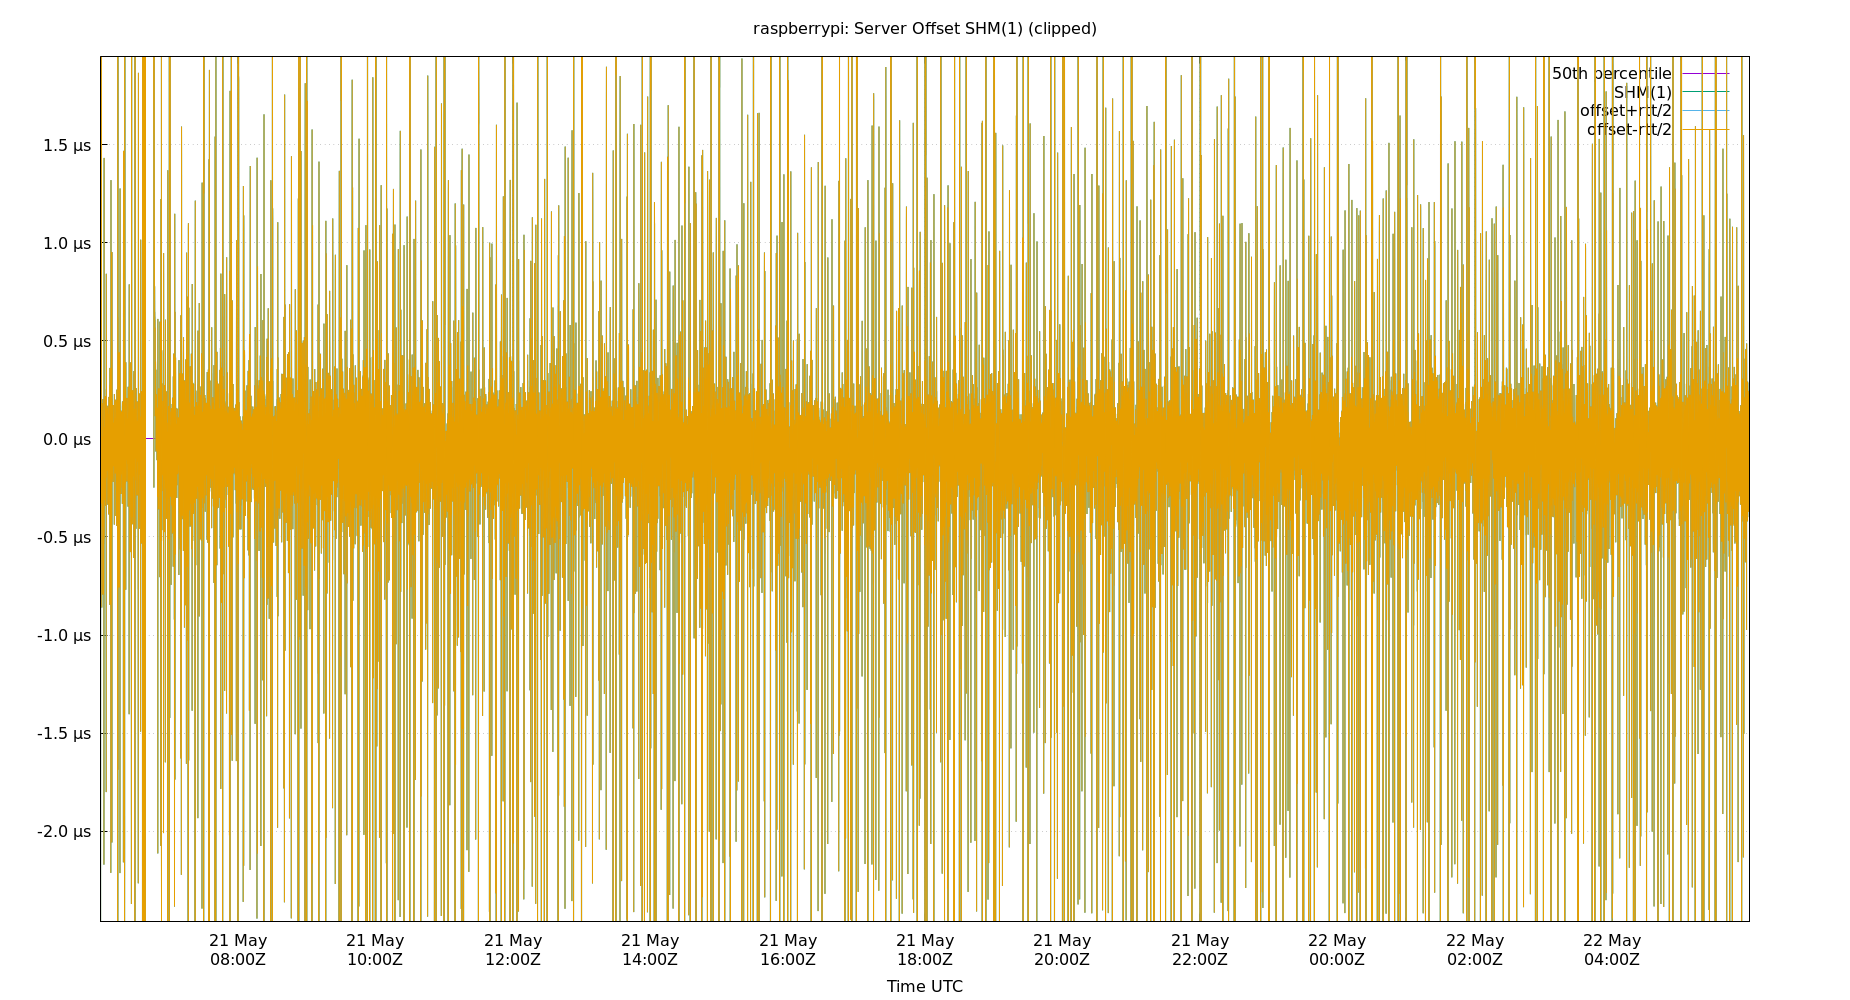 raspberrypi: Server Offset SHM(1) (clipped)
50th percentile
SHM(1)
offset+rtt/2
offset-rtt/2
1.5 µs
1.0 µs
0.5 µs
0.0 µs
-0.5 µs
-1.0 µs
-1.5 µs
-2.0 µs
21 May 21 May 21 May 21 May 21 May 21 May 21 May 21 May 22 May 22 May 22 May
08:00Z 10:00Z 12:00Z 14:00Z 16:00Z 18:00Z 20:00Z 22:00Z 00:00Z 02:00Z 04:00Z
Time UTC